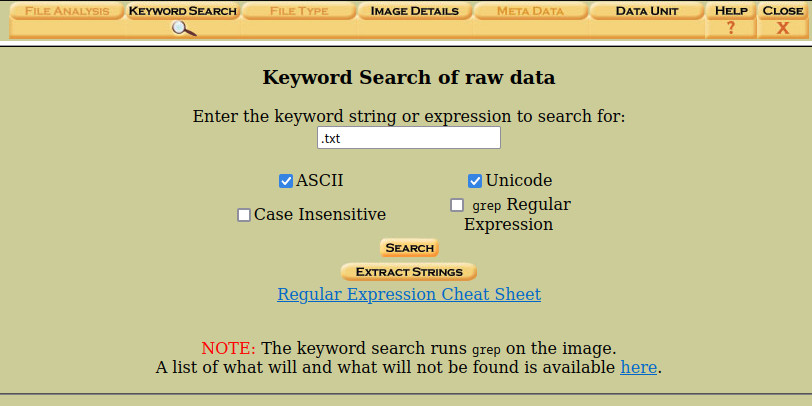 FILE ANALYSIS KEYWORD SEARCH FILE TYPE IMAGE DETAILS META DATA DATA UNIT HELP CLOSE
? X
Keyword Search of raw data
Enter the keyword string or expression to search for:
.txt
ASCII Unicode
Case Insensitive grep Regular
Expression
SEARCH
EXTRACT STRINGS
Regular Expression Cheat Sheet
NOTE: The keyword search runs grep on the image.
A list of what will and what will not be found is available here.